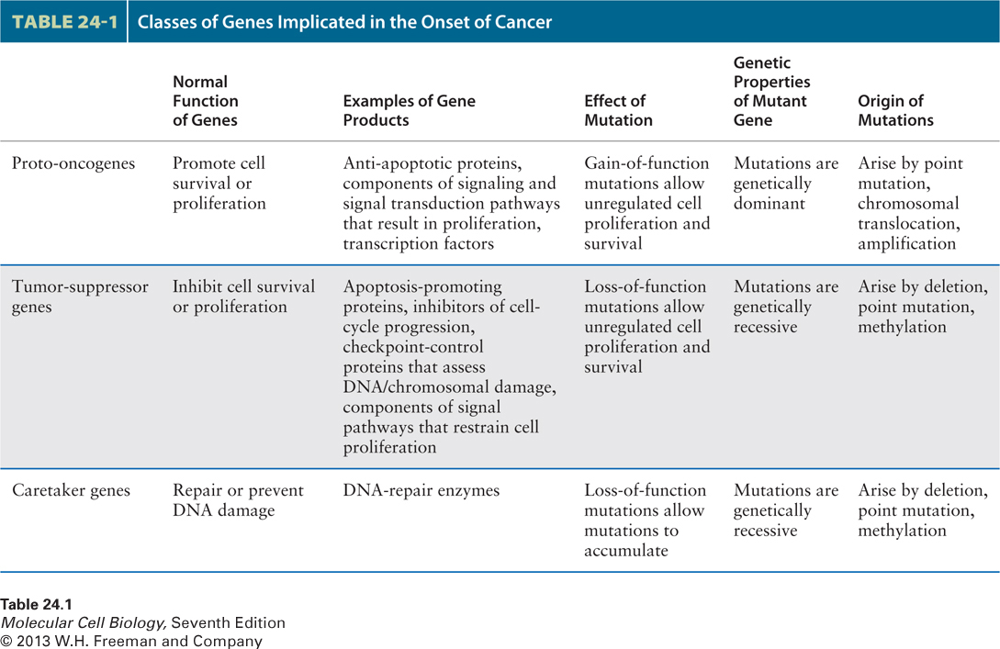 TABLE 24-1 Classes of Genes Implicated in the Onset of Cancer
Normal
Function
of Genes
Examples of Gene
Products
Effect of
Mutation
Genetic
Properties
of Mutant
Gene
Origin of
Mutations
Proto-oncogenes
Promote cell
survival or
proliferation
Anti-apoptotic proteins,
components of signaling and
signal transduction pathways
that result in proliferation,
transcription factors
Gain-of-function
mutations allow
unregulated cell
proliferation and
survival
Mutations are
genetically
dominant
Arise by point
mutation,
chromosomal
translocation,
amplification
Tumor-suppressor
genes
Inhibit cell survival
or proliferation
Apoptosis-promoting
proteins, inhibitors of cell-
cycle progression,
checkpoint-control
proteins that assess
DNA/chromosomal damage,
components of signal
pathways that restrain cell
proliferation
Loss-of-function
mutations allow
unregulated cell
proliferation and
survival
Mutations are
genetically
recessive
Arise by deletion,
point mutation,
methylation
Caretaker genes
Repair or prevent
DNA damage
DNA-repair enzymes
Loss-of-function
mutations allow
mutations to
accumulate
Mutations are
genetically
recessive
Arise by deletion,
point mutation,
methylation
Table 24.1
Molecular Cell Biology, Seventh Edition
© 2013 W.H. Freeman and Company